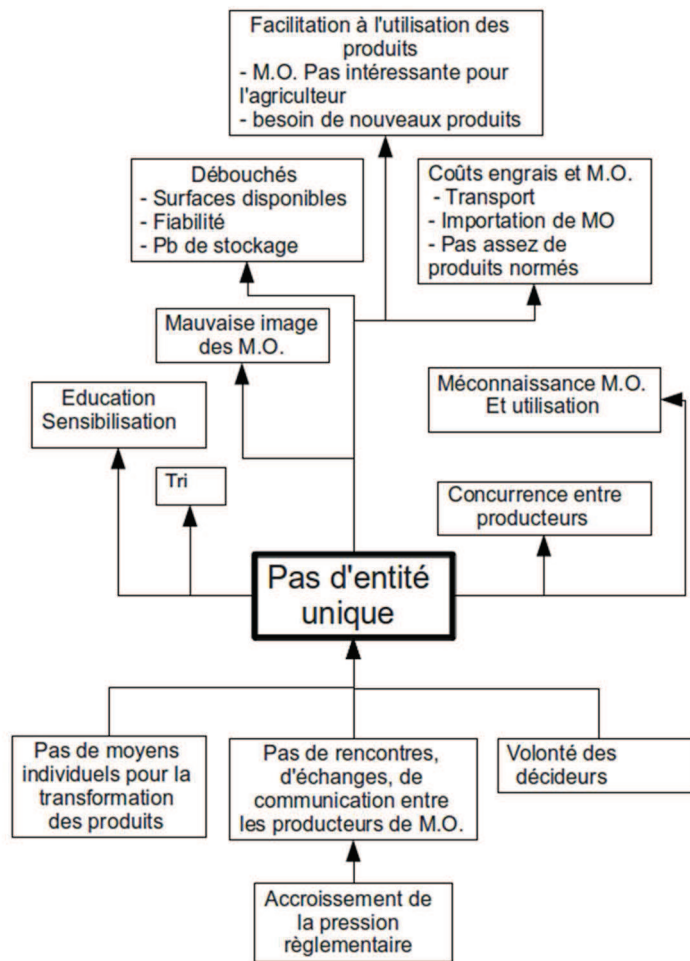 Facilitation à l'utilisation des
produits
- M.O. Pas intéressante pour
l'agriculteur
- besoin de nouveaux produits
Débouchés
- Surfaces disponibles
- Fiabilité
- Pb de stockage
Coûts engrais et M.O.
- Transport
- Importation de MO
- Pas assez de
produits normés
Mauvaise image
des M.O.
Education
Sensibilisation
Méconnaissance M.O.
Et utilisation
Tri
Concurrence entre
producteurs
Pas d'entité
unique
Pas de moyens
individuels pour la
transformation
des produits
Pas de rencontres,
d'échanges, de
communication entre
les producteurs de M.O.
Volonté des
décideurs
Accroissement de
la pression
règlementaire